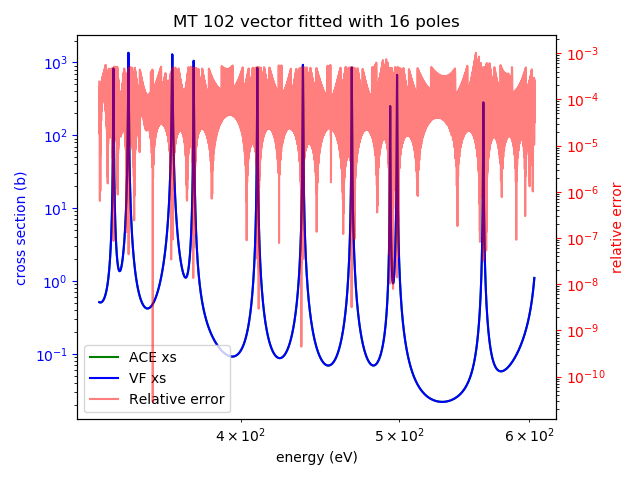 MT 102 vector fitted with 16 poles
10³
10²
10¹
10⁰
10⁻¹
cross section (b)
10⁻³
10⁻⁴
10⁻⁵
10⁻⁶
10⁻⁷
10⁻⁸
10⁻⁹
10⁻¹⁰
relative error
ACE xs
VF xs
Relative error
4 × 10² 5 × 10² 6 × 10²
energy (eV)